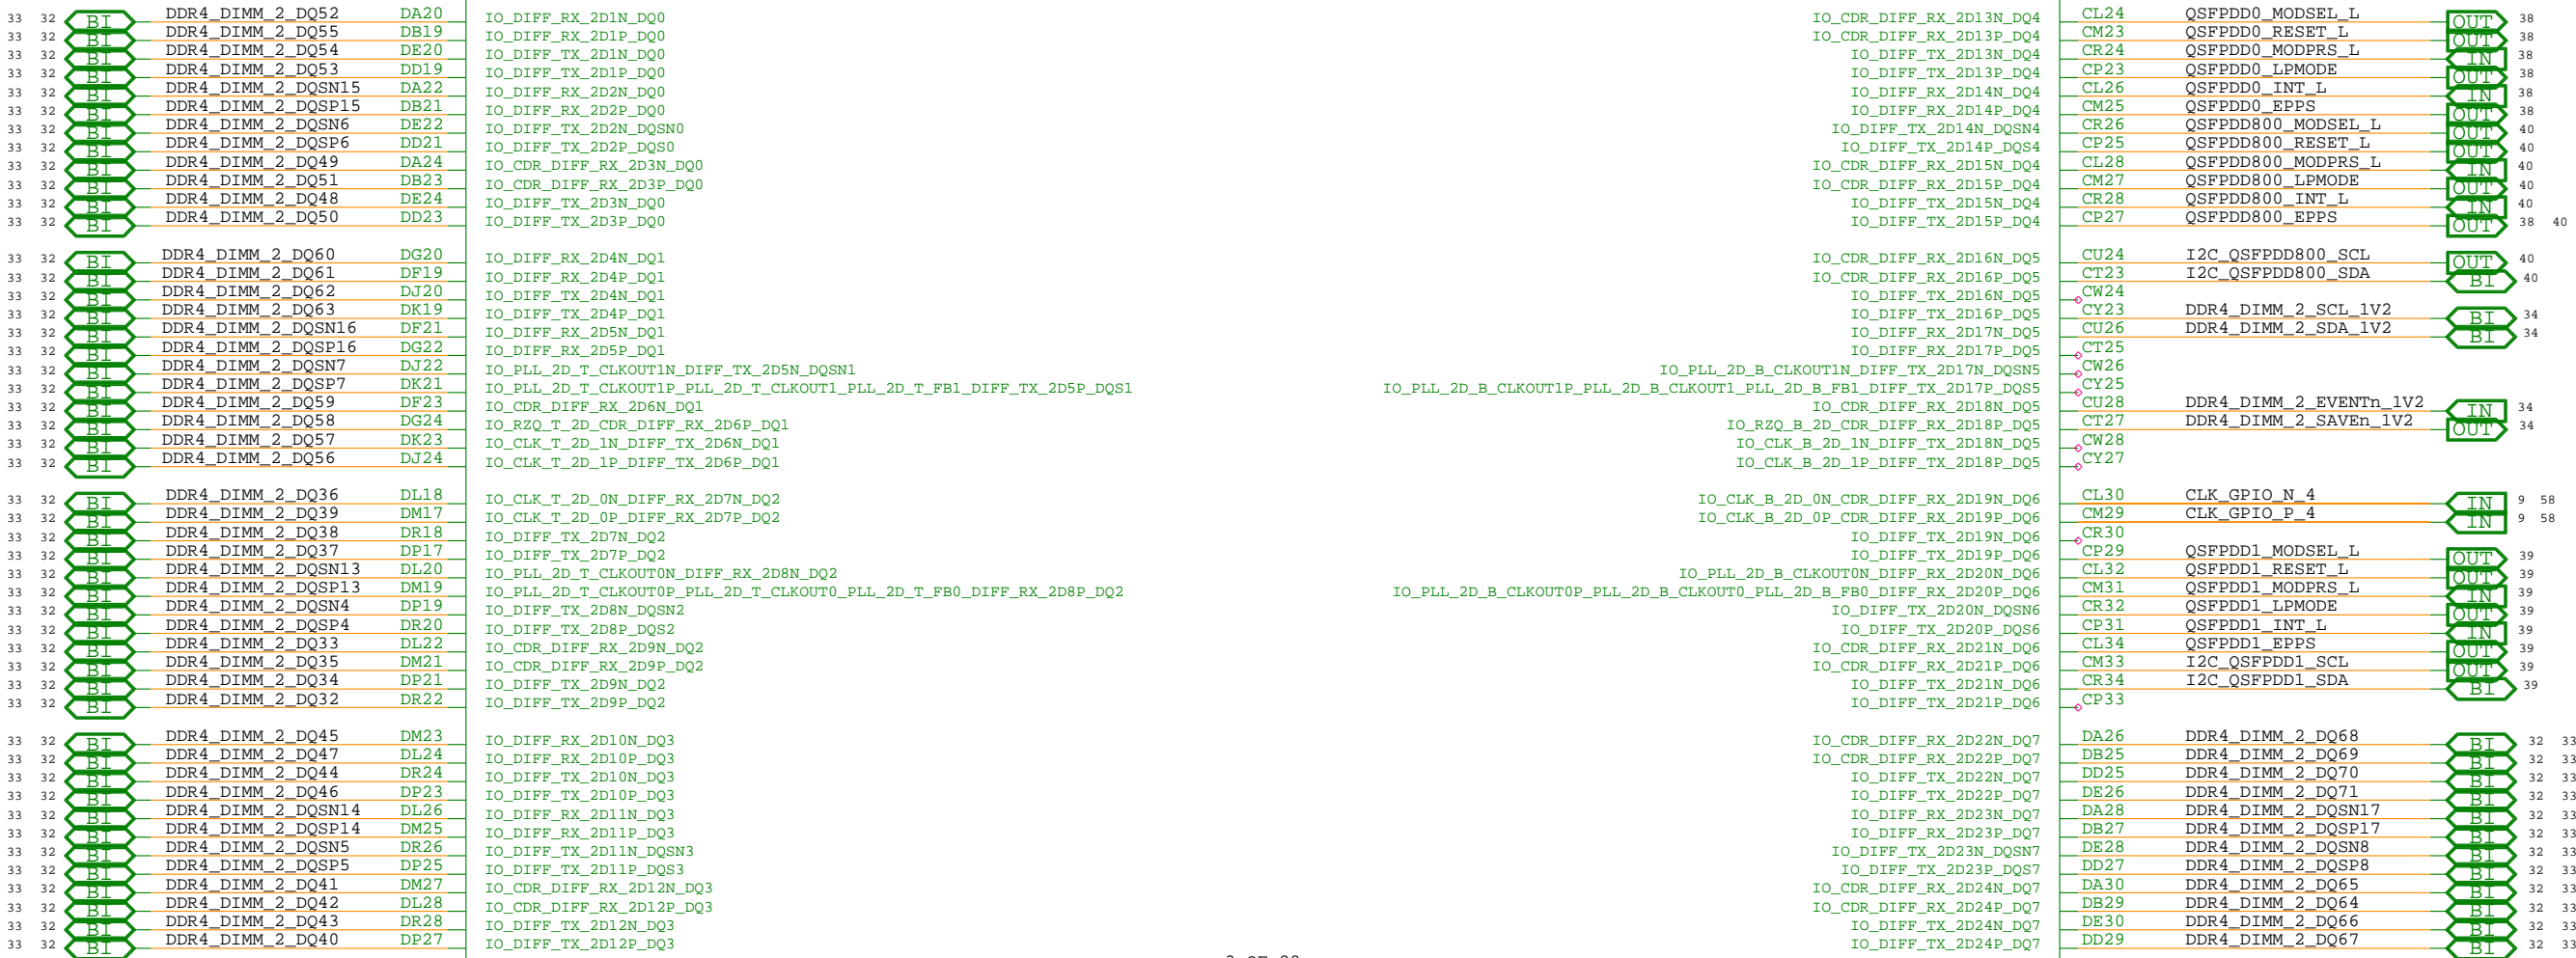 33 32 BI DDR4_DIMM_2_DQ52 DA20 IO_DIFF_RX_2D1N_DQ0 IO_CDR_DIFF_RX_2D13N_DQ4 CL24 QSFPDD0_MODSEL_L OUT 38
33 32 BI DDR4_DIMM_2_DQ55 DB19 IO_DIFF_RX_2D1P_DQ0 IO_CDR_DIFF_RX_2D13P_DQ4 CM23 QSFPDD0_RESET_L OUT 38
33 32 BI DDR4_DIMM_2_DQ54 DE20 IO_DIFF_TX_2D1N_DQ0 IO_DIFF_TX_2D13N_DQ4 CR24 QSFPDD0_MODPRS_L IN 38
33 32 BI DDR4_DIMM_2_DQ53 DD19 IO_DIFF_TX_2D1P_DQ0 IO_DIFF_TX_2D13P_DQ4 CP23 QSFPDD0_LPMODE OUT 38
33 32 BI DDR4_DIMM_2_DQSN15 DA22 IO_DIFF_RX_2D2N_DQ0 IO_DIFF_RX_2D14N_DQ4 CL26 QSFPDD0_INT_L IN 38
33 32 BI DDR4_DIMM_2_DQSP15 DB21 IO_DIFF_RX_2D2P_DQ0 IO_DIFF_RX_2D14P_DQ4 CM25 QSFPDD0_EPPS OUT 38
33 32 BI DDR4_DIMM_2_DQSN6 DE22 IO_DIFF_TX_2D2N_DQSN0 IO_DIFF_TX_2D14N_DQSN4 CR26 QSFPDD800_MODSEL_L OUT 40
33 32 BI DDR4_DIMM_2_DQSP6 DD21 IO_DIFF_TX_2D2P_DQS0 IO_DIFF_TX_2D14P_DQS4 CP25 QSFPDD800_RESET_L OUT 40
33 32 BI DDR4_DIMM_2_DQ49 DA24 IO_CDR_DIFF_RX_2D3N_DQ0 IO_CDR_DIFF_RX_2D15N_DQ4 CL28 QSFPDD800_MODPRS_L IN 40
33 32 BI DDR4_DIMM_2_DQ51 DB23 IO_CDR_DIFF_RX_2D3P_DQ0 IO_CDR_DIFF_RX_2D15P_DQ4 CM27 QSFPDD800_LPMODE OUT 40
33 32 BI DDR4_DIMM_2_DQ48 DE24 IO_DIFF_TX_2D3N_DQ0 IO_DIFF_TX_2D15N_DQ4 CR28 QSFPDD800_INT_L IN 40
33 32 BI DDR4_DIMM_2_DQ50 DD23 IO_DIFF_TX_2D3P_DQ0 IO_DIFF_TX_2D15P_DQ4 CP27 QSFPDD800_EPPS OUT 38 40
33 32 BI DDR4_DIMM_2_DQ60 DG20 IO_DIFF_RX_2D4N_DQ1 IO_CDR_DIFF_RX_2D16N_DQ5 CU24 I2C_QSFPDD800_SCL OUT 40
33 32 BI DDR4_DIMM_2_DQ61 DF19 IO_DIFF_RX_2D4P_DQ1 IO_CDR_DIFF_RX_2D16P_DQ5 CT23 I2C_QSFPDD800_SDA BI 40
33 32 BI DDR4_DIMM_2_DQ62 DJ20 IO_DIFF_TX_2D4N_DQ1 IO_DIFF_TX_2D16N_DQ5 CW24
33 32 BI DDR4_DIMM_2_DQ63 DK19 IO_DIFF_TX_2D4P_DQ1 IO_DIFF_TX_2D16P_DQ5 CY23 DDR4_DIMM_2_SCL_1V2 BI 34
33 32 BI DDR4_DIMM_2_DQSN16 DF21 IO_DIFF_RX_2D5N_DQ1 IO_DIFF_RX_2D17N_DQ5 CU26 DDR4_DIMM_2_SDA_1V2 BI 34
33 32 BI DDR4_DIMM_2_DQSP16 DG22 IO_DIFF_RX_2D5P_DQ1 IO_DIFF_RX_2D17P_DQ5 CT25
33 32 BI DDR4_DIMM_2_DQSN7 DJ22 IO_PLL_2D_T_CLKOUT1N_DIFF_TX_2D5N_DQSN1 IO_PLL_2D_B_CLKOUT1N_DIFF_TX_2D17N_DQSN5 CW26
33 32 BI DDR4_DIMM_2_DQSP7 DK21 IO_PLL_2D_T_CLKOUT1P_PLL_2D_T_CLKOUT1_PLL_2D_T_FB1_DIFF_TX_2D5P_DQS1 IO_PLL_2D_B_CLKOUT1P_PLL_2D_B_CLKOUT1_PLL_2D_B_FB1_DIFF_TX_2D17P_DQS5 CY25
33 32 BI DDR4_DIMM_2_DQ59 DF23 IO_CDR_DIFF_RX_2D6N_DQ1 IO_CDR_DIFF_RX_2D18N_DQ5 CU28 DDR4_DIMM_2_EVENTn_1V2 IN 34
33 32 BI DDR4_DIMM_2_DQ58 DG24 IO_RZQ_T_2D_CDR_DIFF_RX_2D6P_DQ1 IO_RZQ_B_2D_CDR_DIFF_RX_2D18P_DQ5 CT27 DDR4_DIMM_2_SAVEn_1V2 OUT 34
33 32 BI DDR4_DIMM_2_DQ57 DK23 IO_CLK_T_2D_1N_DIFF_TX_2D6N_DQ1 IO_CLK_B_2D_1N_DIFF_TX_2D18N_DQ5 CW28
33 32 BI DDR4_DIMM_2_DQ56 DJ24 IO_CLK_T_2D_1P_DIFF_TX_2D6P_DQ1 IO_CLK_B_2D_1P_DIFF_TX_2D18P_DQ5 CY27
33 32 BI DDR4_DIMM_2_DQ36 DL18 IO_CLK_T_2D_0N_DIFF_RX_2D7N_DQ2 IO_CLK_B_2D_0N_CDR_DIFF_RX_2D19N_DQ6 CL30 CLK_GPIO_N_4 IN 9 58
33 32 BI DDR4_DIMM_2_DQ39 DM17 IO_CLK_T_2D_0P_DIFF_RX_2D7P_DQ2 IO_CLK_B_2D_0P_CDR_DIFF_RX_2D19P_DQ6 CM29 CLK_GPIO_P_4 IN 9 58
33 32 BI DDR4_DIMM_2_DQ38 DR18 IO_DIFF_TX_2D7N_DQ2 IO_DIFF_TX_2D19N_DQ6 CR30
33 32 BI DDR4_DIMM_2_DQ37 DP17 IO_DIFF_TX_2D7P_DQ2 IO_DIFF_TX_2D19P_DQ6 CP29 QSFPDD1_MODSEL_L OUT 39
33 32 BI DDR4_DIMM_2_DQSN13 DL20 IO_PLL_2D_T_CLKOUT0N_DIFF_RX_2D8N_DQ2 IO_PLL_2D_B_CLKOUT0N_DIFF_RX_2D20N_DQ6 CL32 QSFPDD1_RESET_L OUT 39
33 32 BI DDR4_DIMM_2_DQSP13 DM19 IO_PLL_2D_T_CLKOUT0P_PLL_2D_T_CLKOUT0_PLL_2D_T_FB0_DIFF_RX_2D8P_DQ2 IO_PLL_2D_B_CLKOUT0P_PLL_2D_B_CLKOUT0_PLL_2D_B_FB0_DIFF_RX_2D20P_DQ6 CM31 QSFPDD1_MODPRS_L IN 39
33 32 BI DDR4_DIMM_2_DQSN4 DP19 IO_DIFF_TX_2D8N_DQSN2 IO_DIFF_TX_2D20N_DQSN6 CR32 QSFPDD1_LPMODE OUT 39
33 32 BI DDR4_DIMM_2_DQSP4 DR20 IO_DIFF_TX_2D8P_DQS2 IO_DIFF_TX_2D20P_DQS6 CP31 QSFPDD1_INT_L IN 39
33 32 BI DDR4_DIMM_2_DQ33 DL22 IO_CDR_DIFF_RX_2D9N_DQ2 IO_CDR_DIFF_RX_2D21N_DQ6 CL34 QSFPDD1_EPPS OUT 39
33 32 BI DDR4_DIMM_2_DQ35 DM21 IO_CDR_DIFF_RX_2D9P_DQ2 IO_CDR_DIFF_RX_2D21P_DQ6 CM33 I2C_QSFPDD1_SCL OUT 39
33 32 BI DDR4_DIMM_2_DQ34 DP21 IO_DIFF_TX_2D9N_DQ2 IO_DIFF_TX_2D21N_DQ6 CR34 I2C_QSFPDD1_SDA BI 39
33 32 BI DDR4_DIMM_2_DQ32 DR22 IO_DIFF_TX_2D9P_DQ2 IO_DIFF_TX_2D21P_DQ6 CP33
33 32 BI DDR4_DIMM_2_DQ45 DM23 IO_DIFF_RX_2D10N_DQ3 IO_CDR_DIFF_RX_2D22N_DQ7 DA26 DDR4_DIMM_2_DQ68 BI 32 33
33 32 BI DDR4_DIMM_2_DQ47 DL24 IO_DIFF_RX_2D10P_DQ3 IO_CDR_DIFF_RX_2D22P_DQ7 DB25 DDR4_DIMM_2_DQ69 BI 32 33
33 32 BI DDR4_DIMM_2_DQ44 DR24 IO_DIFF_TX_2D10N_DQ3 IO_DIFF_TX_2D22N_DQ7 DD25 DDR4_DIMM_2_DQ70 BI 32 33
33 32 BI DDR4_DIMM_2_DQ46 DP23 IO_DIFF_TX_2D10P_DQ3 IO_DIFF_TX_2D22P_DQ7 DE26 DDR4_DIMM_2_DQ71 BI 32 33
33 32 BI DDR4_DIMM_2_DQSN14 DL26 IO_DIFF_RX_2D11N_DQ3 IO_DIFF_RX_2D23N_DQ7 DA28 DDR4_DIMM_2_DQSN17 BI 32 33
33 32 BI DDR4_DIMM_2_DQSP14 DM25 IO_DIFF_RX_2D11P_DQ3 IO_DIFF_RX_2D23P_DQ7 DB27 DDR4_DIMM_2_DQSP17 BI 32 33
33 32 BI DDR4_DIMM_2_DQSN5 DR26 IO_DIFF_TX_2D11N_DQSN3 IO_DIFF_TX_2D23N_DQSN7 DE28 DDR4_DIMM_2_DQSN8 BI 32 33
33 32 BI DDR4_DIMM_2_DQSP5 DP25 IO_DIFF_TX_2D11P_DQS3 IO_DIFF_TX_2D23P_DQS7 DD27 DDR4_DIMM_2_DQSP8 BI 32 33
33 32 BI DDR4_DIMM_2_DQ41 DM27 IO_CDR_DIFF_RX_2D12N_DQ3 IO_CDR_DIFF_RX_2D24N_DQ7 DA30 DDR4_DIMM_2_DQ65 BI 32 33
33 32 BI DDR4_DIMM_2_DQ42 DL28 IO_CDR_DIFF_RX_2D12P_DQ3 IO_CDR_DIFF_RX_2D24P_DQ7 DB29 DDR4_DIMM_2_DQ64 BI 32 33
33 32 BI DDR4_DIMM_2_DQ43 DR28 IO_DIFF_TX_2D12N_DQ3 IO_DIFF_TX_2D24N_DQ7 DE30 DDR4_DIMM_2_DQ66 BI 32 33
33 32 BI DDR4_DIMM_2_DQ40 DP27 IO_DIFF_TX_2D12P_DQ3 IO_DIFF_TX_2D24P_DQ7 DD29 DDR4_DIMM_2_DQ67 BI 32 33